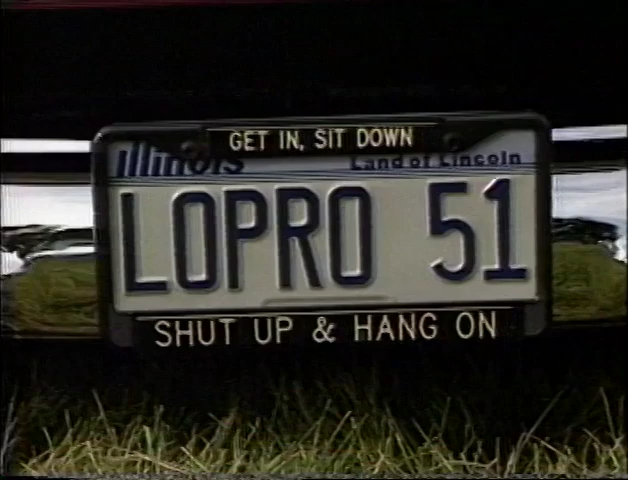 GET IN, SIT DOWN
Illinois Land of Lincoln
LOPRO 51
SHUT UP & HANG ON